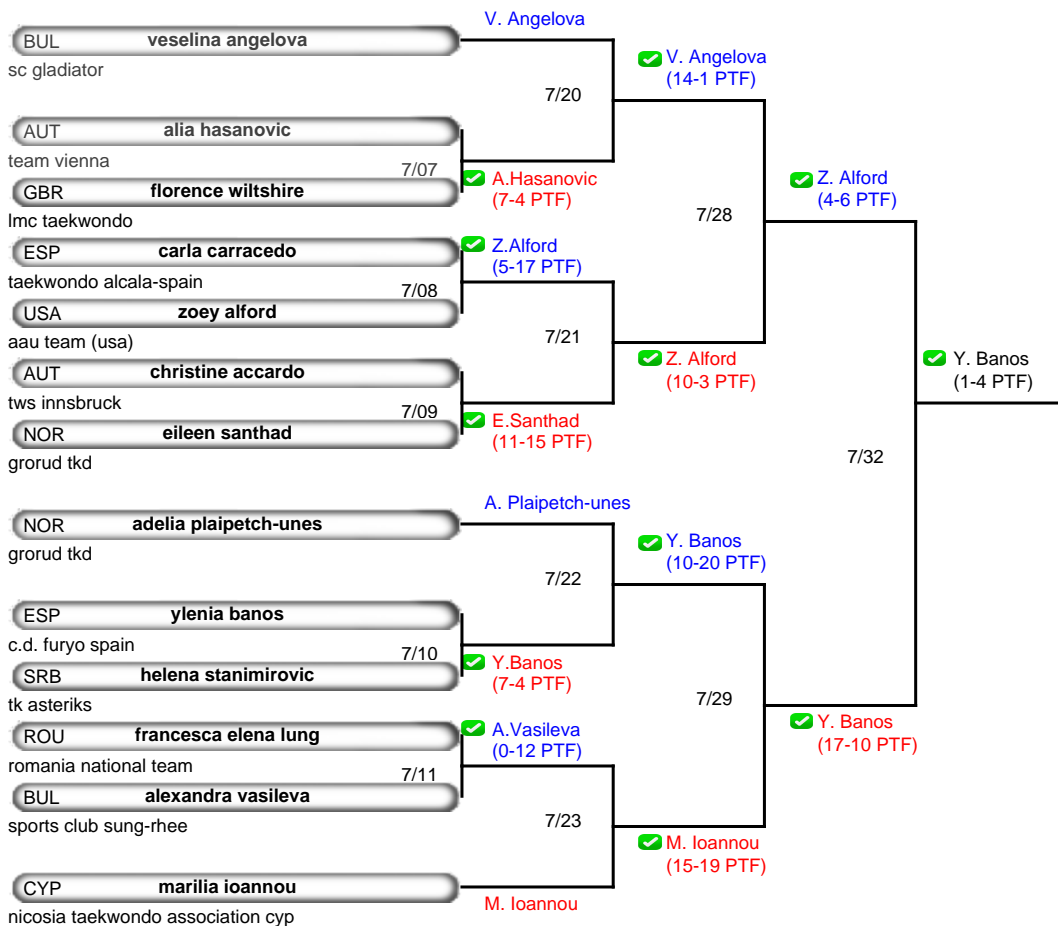 V. Angelova
BUL veselina angelova
sc gladiator
V. Angelova
(14-1 PTF)
7/20
AUT alia hasanovic
team vienna
7/07
GBR florence wiltshire
lmc taekwondo
A.Hasanovic
(7-4 PTF)
Z. Alford
(4-6 PTF)
7/28
ESP carla carracedo
taekwondo alcala-spain
Z.Alford
(5-17 PTF)
7/08
USA zoey alford
aau team (usa)
7/21
AUT christine accardo
tws innsbruck
Z. Alford
(10-3 PTF)
Y. Banos
(1-4 PTF)
7/09
NOR eileen santhad
grorud tkd
E.Santhad
(11-15 PTF)
7/32
A. Plaipetch-unes
NOR adelia plaipetch-unes
grorud tkd
Y. Banos
(10-20 PTF)
7/22
ESP ylenia banos
c.d. furyo spain
7/10
SRB helena stanimirovic
tk asteriks
Y.Banos
(7-4 PTF)
7/29
ROU francesca elena lung
romania national team
A.Vasileva
(0-12 PTF)
Y. Banos
(17-10 PTF)
7/11
BUL alexandra vasileva
sports club sung-rhee
7/23
M. Ioannou
(15-19 PTF)
CYP marilia ioannou
nicosia taekwondo association cyp
M. Ioannou